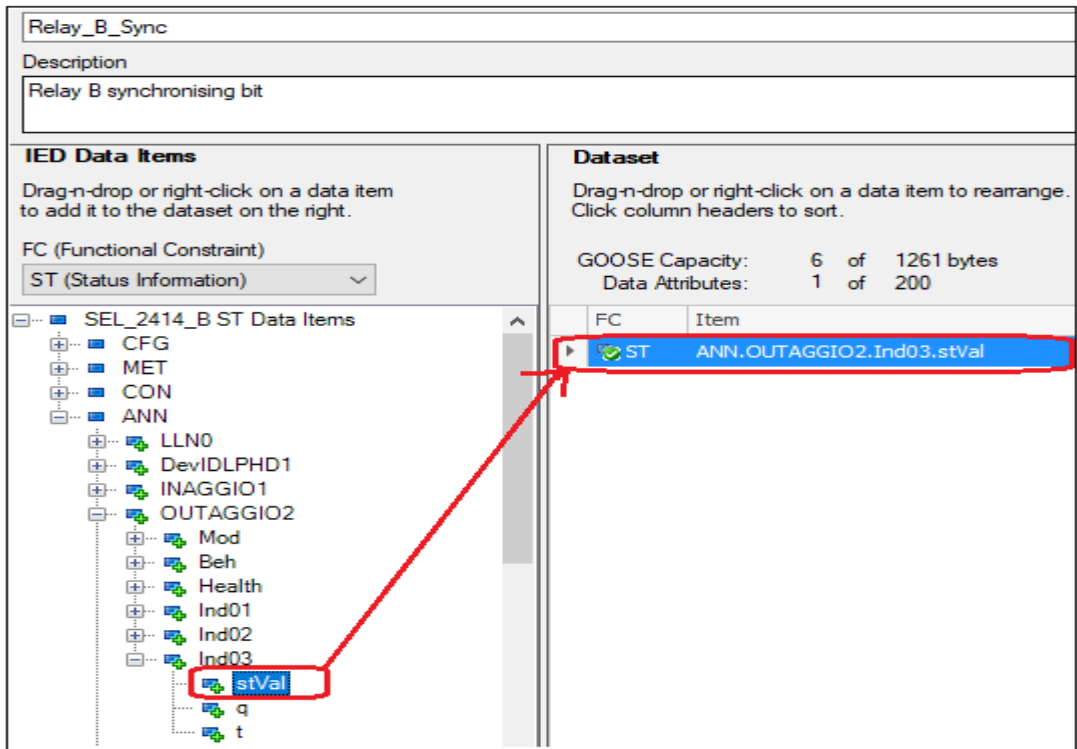 Relay_B_Sync
Description
Relay B synchronising bit
IED Data Items
Drag-n-drop or right-click on a data item
to add it to the dataset on the right.
FC (Functional Constraint)
ST (Status Information)
SEL_2414_B ST Data Items
CFG
MET
CON
ANN
LLN0
DevIDLPHD1
INAGGIO1
OUTAGGIO2
Mod
Beh
Health
Ind01
Ind02
Ind03
stVal
q
t
Dataset
Drag-n-drop or right-click on a data item to rearrange.
Click column headers to sort.
GOOSE Capacity: 6 of 1261 bytes
Data Attributes: 1 of 200
FC Item
ST ANN.OUTAGGIO2.Ind03.stVal